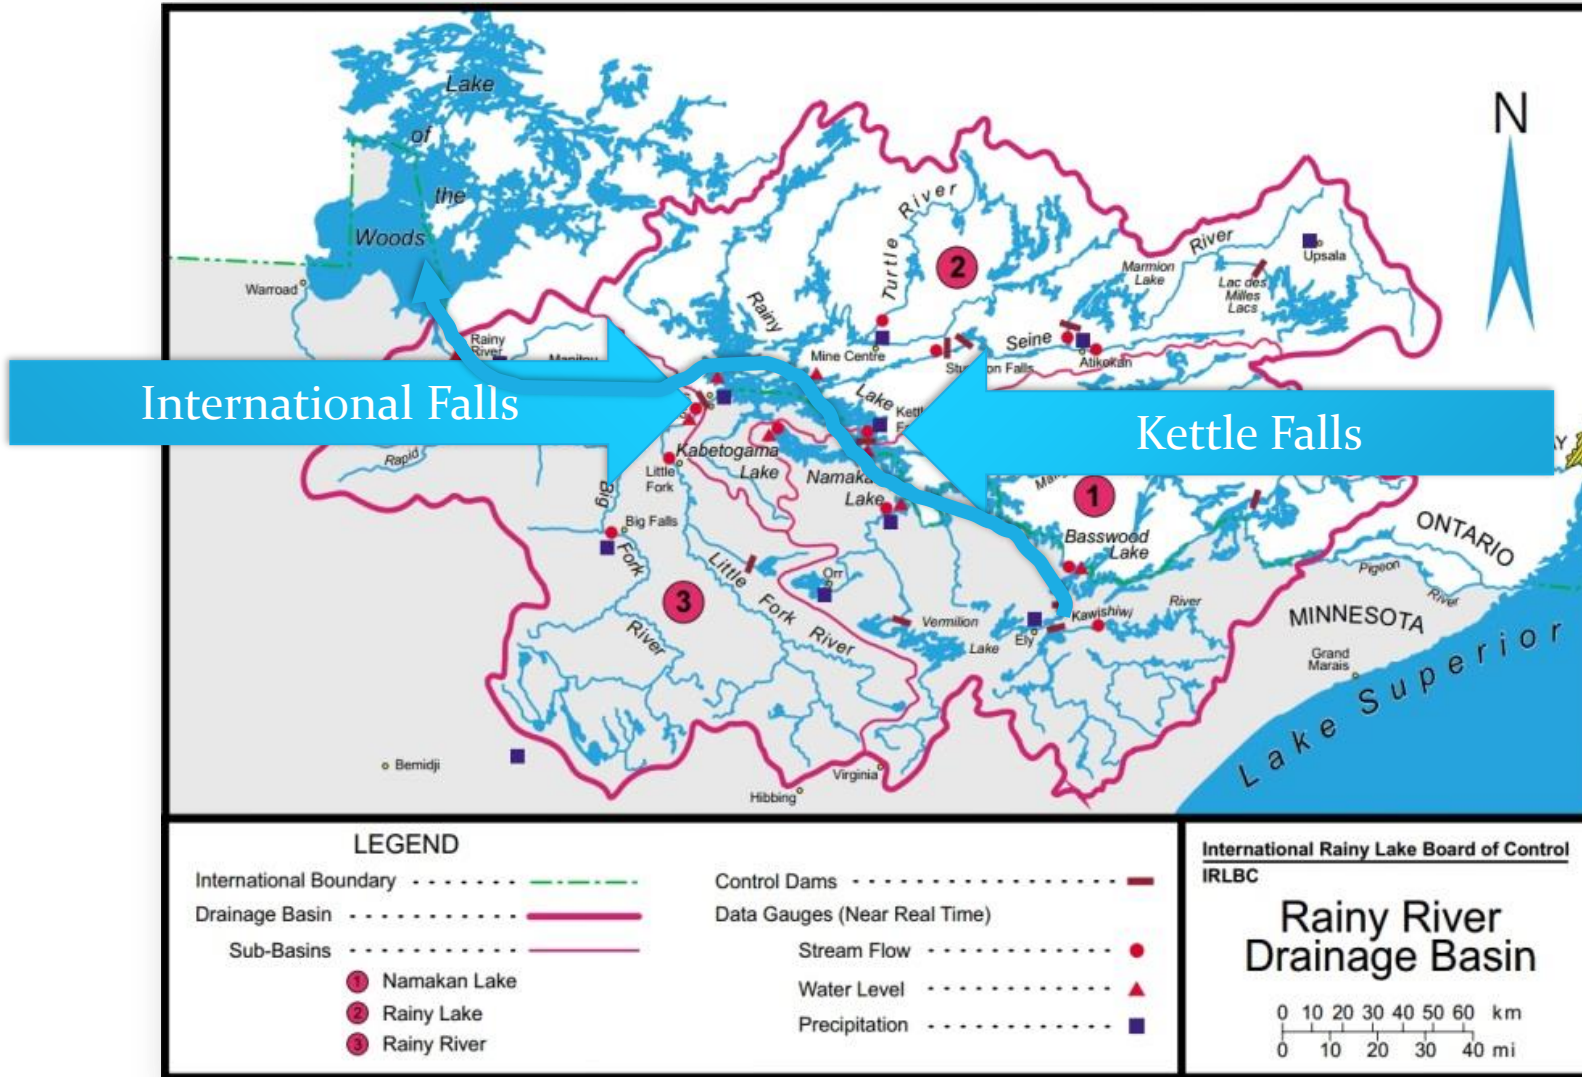 Lake
of
the
Woods
Warroad
N
River
Turtle
Rainy
Lake
River
Upsala
Marmion
Lake
Lac des
Milles
Lacs
Rainy
River
Mine Centre
Seine
Atikokan
International Falls
Kettle Falls
Kabetogama
Lake
Rapid
Little
Fork
Lake
Big Falls
Big
Fork
River
Basswood
Lake
ONTARIO
Pigeon
River
Orr
Little
Fork
River
Vermilion
Lake
Ely
Kawishiwi
River
MINNESOTA
Grand
Marais
Lake Superior
Bemidji
Virginia
Hibbing
1
2
3
LEGEND
International Boundary
Drainage Basin
Sub-Basins
1 Namakan Lake
2 Rainy Lake
3 Rainy River
Control Dams
Data Gauges (Near Real Time)
Stream Flow
Water Level
Precipitation
International Rainy Lake Board of Control
IRLBC
Rainy River
Drainage Basin
0 10 20 30 40 50 60 km
0 10 20 30 40 mi